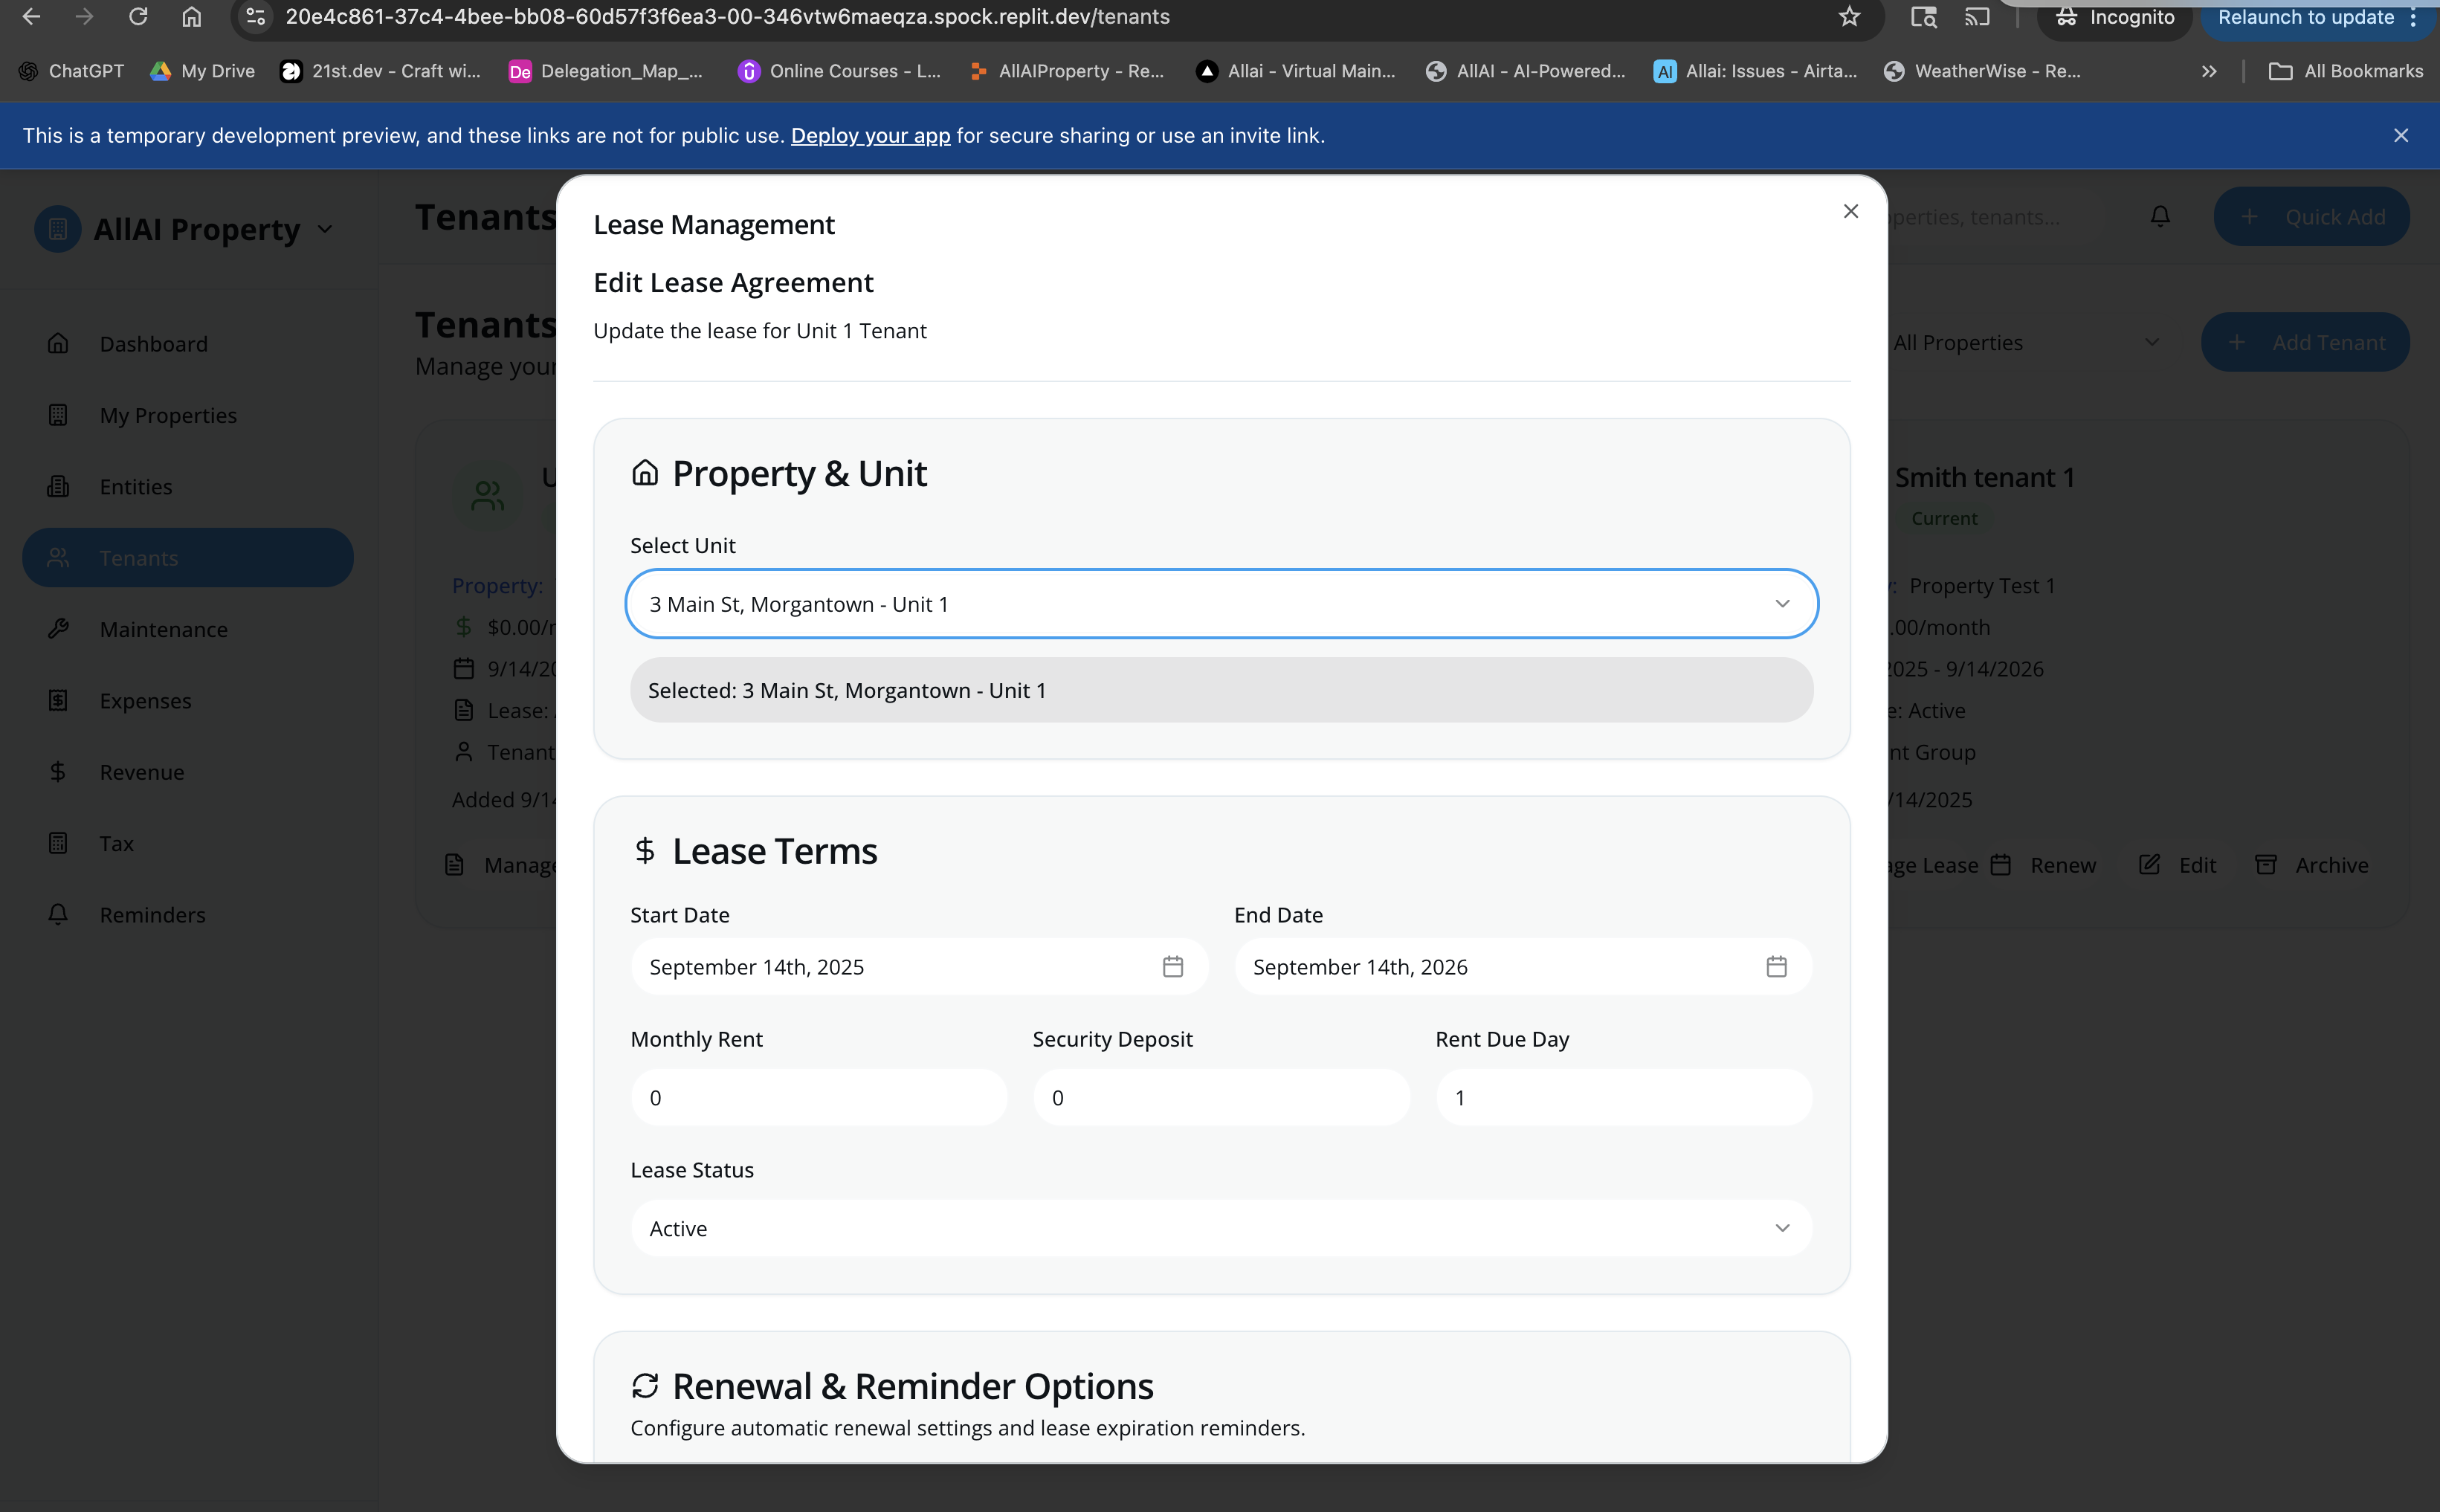 20e4c861-37c4-4bee-bb08-60d57f3f6ea3-00-346vtw6maeqza.spock.replit.dev/tenants
Incognito
Relaunch to update
ChatGPT
My Drive
21st.dev - Craft wi...
De Delegation_Map_...
Online Courses - L...
AllAIProperty - Re...
Allai - Virtual Main...
AllAI - AI-Powered...
AI Allai: Issues - Airta...
WeatherWise - Re...
All Bookmarks
This is a temporary development preview, and these links are not for public use. Deploy your app for secure sharing or use an invite link.
AllAI Property
Dashboard
My Properties
Entities
Tenants
Maintenance
Expenses
Revenue
Tax
Reminders
Tenants
perties, tenants...
Quick Add
Tenants
Manage your
All Properties
Add Tenant
Property:
$0.00/
9/14/20
Lease:
Tenant
Added 9/14
Manage
Lease Management
Edit Lease Agreement
Update the lease for Unit 1 Tenant
Property & Unit
Select Unit
3 Main St, Morgantown - Unit 1
Selected: 3 Main St, Morgantown - Unit 1
$ Lease Terms
Start Date
End Date
September 14th, 2025
September 14th, 2026
Monthly Rent
Security Deposit
Rent Due Day
0
0
1
Lease Status
Active
Renewal & Reminder Options
Configure automatic renewal settings and lease expiration reminders.
Smith tenant 1
Current
Property Test 1
.00/month
2025 - 9/14/2026
e: Active
nt Group
/14/2025
age Lease
Renew
Edit
Archive